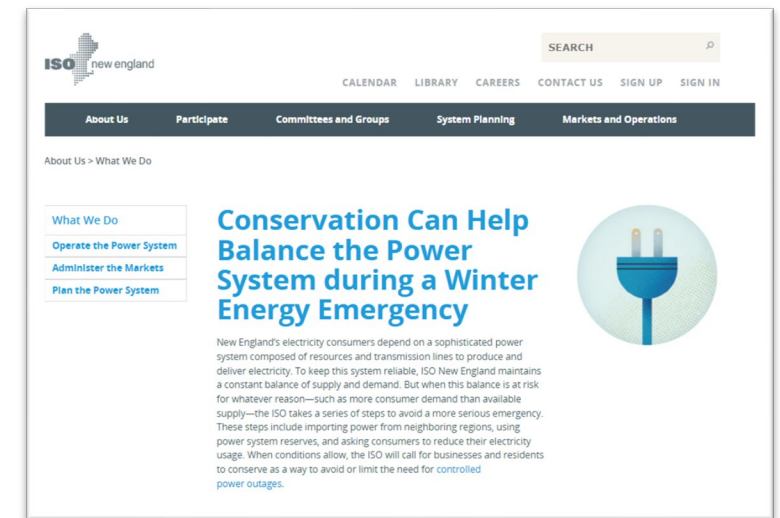 ISO new england
SEARCH
CALENDAR LIBRARY CAREERS CONTACT US SIGN UP SIGN IN
About Us Participate Committees and Groups System Planning Markets and Operations
About Us > What We Do
What We Do
Operate the Power System
Administer the Markets
Plan the Power System
Conservation Can Help
Balance the Power
System during a Winter
Energy Emergency
New England's electricity consumers depend on a sophisticated power
system composed of resources and transmission lines to produce and
deliver electricity. To keep this system reliable, ISO New England maintains
a constant balance of supply and demand. But when this balance is at risk
for whatever reason—such as more consumer demand than available
supply—the ISO takes a series of steps to avoid a more serious emergency.
These steps include importing power from neighboring regions, using
power system reserves, and asking consumers to reduce their electricity
usage. When conditions allow, the ISO will call for businesses and residents
to conserve as a way to avoid or limit the need for controlled
power outages.